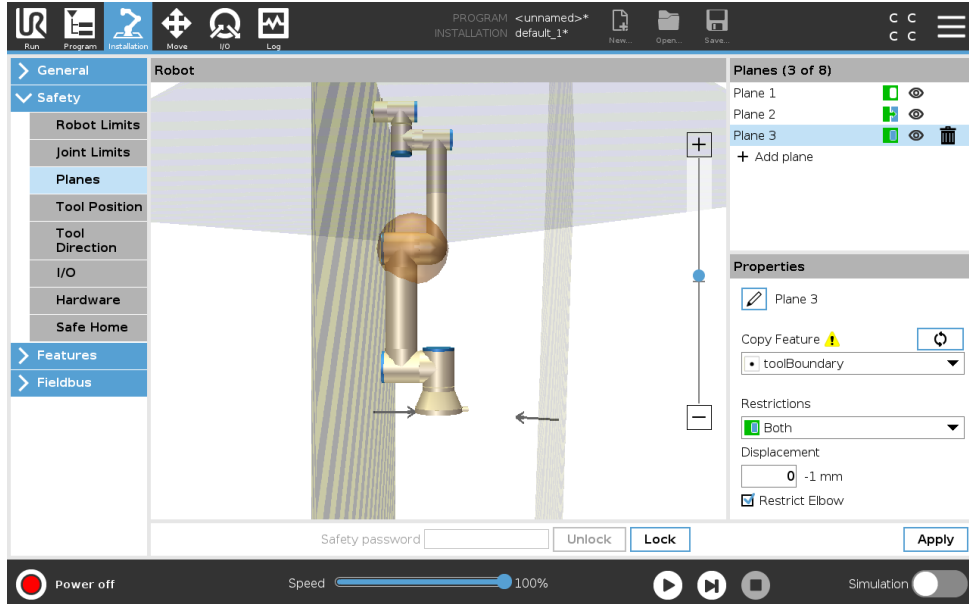 PROGRAM <unnamed>*
INSTALLATION default_1*
UR
Run
Program
Installation
Move
I/O
Log
New...
Open...
Save...
C C
C C
General
Safety
Robot Limits
Joint Limits
Planes
Tool Position
Tool
Direction
I/O
Hardware
Safe Home
Features
Fieldbus
Robot
Planes (3 of 8)
Plane 1
Plane 2
Plane 3
+ Add plane
Properties
Plane 3
Copy Feature
toolBoundary
Restrictions
Both
Displacement
0 -1 mm
Restrict Elbow
Safety password
Unlock
Lock
Apply
Power off
Speed
100%
Simulation